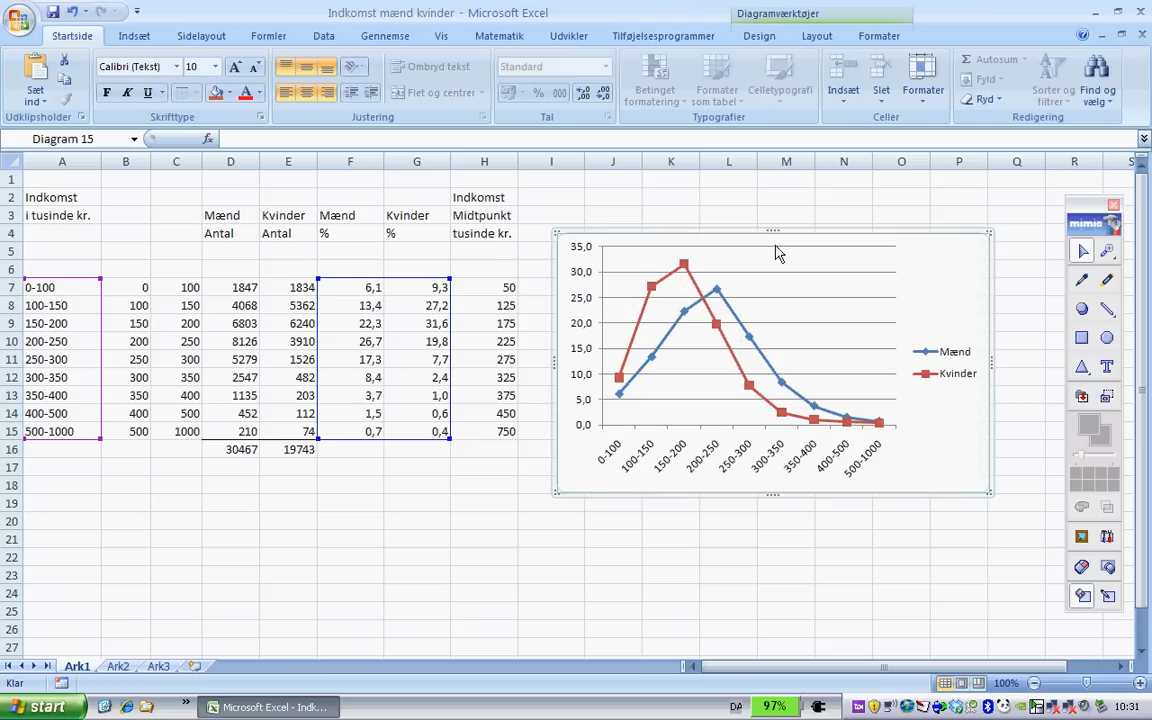 Indkomst mænd kvinder - Microsoft Excel
Diagramværktøjer
Startside Indsæt Sidelayout Formler Data Gennemse Vis Matematik Udvikler Tilføjelsesprogrammer Design Layout Formater
Sæt ind
Udklipsholder
Calibri (Tekst) 10
F K U
Skrifttype
Ombryd tekst
Flet og centrer
Justering
Standard
% 000
Tal
Betinget formatering
Formater som tabel
Celletypografi
Typografier
Indsæt Slet Formater
Celler
Autosum
Fyld
Ryd
Sorter og filtrer
Find og vælg
Redigering
Diagram 15
fx
A B C D E F G H I J K L M N O P Q R S
1
2 Indkomst Indkomst
3 i tusinde kr. Mænd Kvinder Mænd Kvinder Midtpunkt
4 Antal Antal % % tusinde kr.
5
6
7 0-100 0 100 1847 1834 6,1 9,3 50
8 100-150 100 150 4068 5362 13,4 27,2 125
9 150-200 150 200 6803 6240 22,3 31,6 175
10 200-250 200 250 8126 3910 26,7 19,8 225
11 250-300 250 300 5279 1526 17,3 7,7 275
12 300-350 300 350 2547 482 8,4 2,4 325
13 350-400 350 400 1135 203 3,7 1,0 375
14 400-500 400 500 452 112 1,5 0,6 450
15 500-1000 500 1000 210 74 0,7 0,4 750
16 30467 19743
17
18
19
20
21
22
23
24
25
26
27
35,0
30,0
25,0
20,0
15,0
10,0
5,0
0,0
0-100 100-150 150-200 200-250 250-300 300-350 350-400 400-500 500-1000
Mænd
Kvinder
mimio
Ark1 Ark2 Ark3
Klar
100%
start
Microsoft Excel - Indk...
DA
97%
10:31